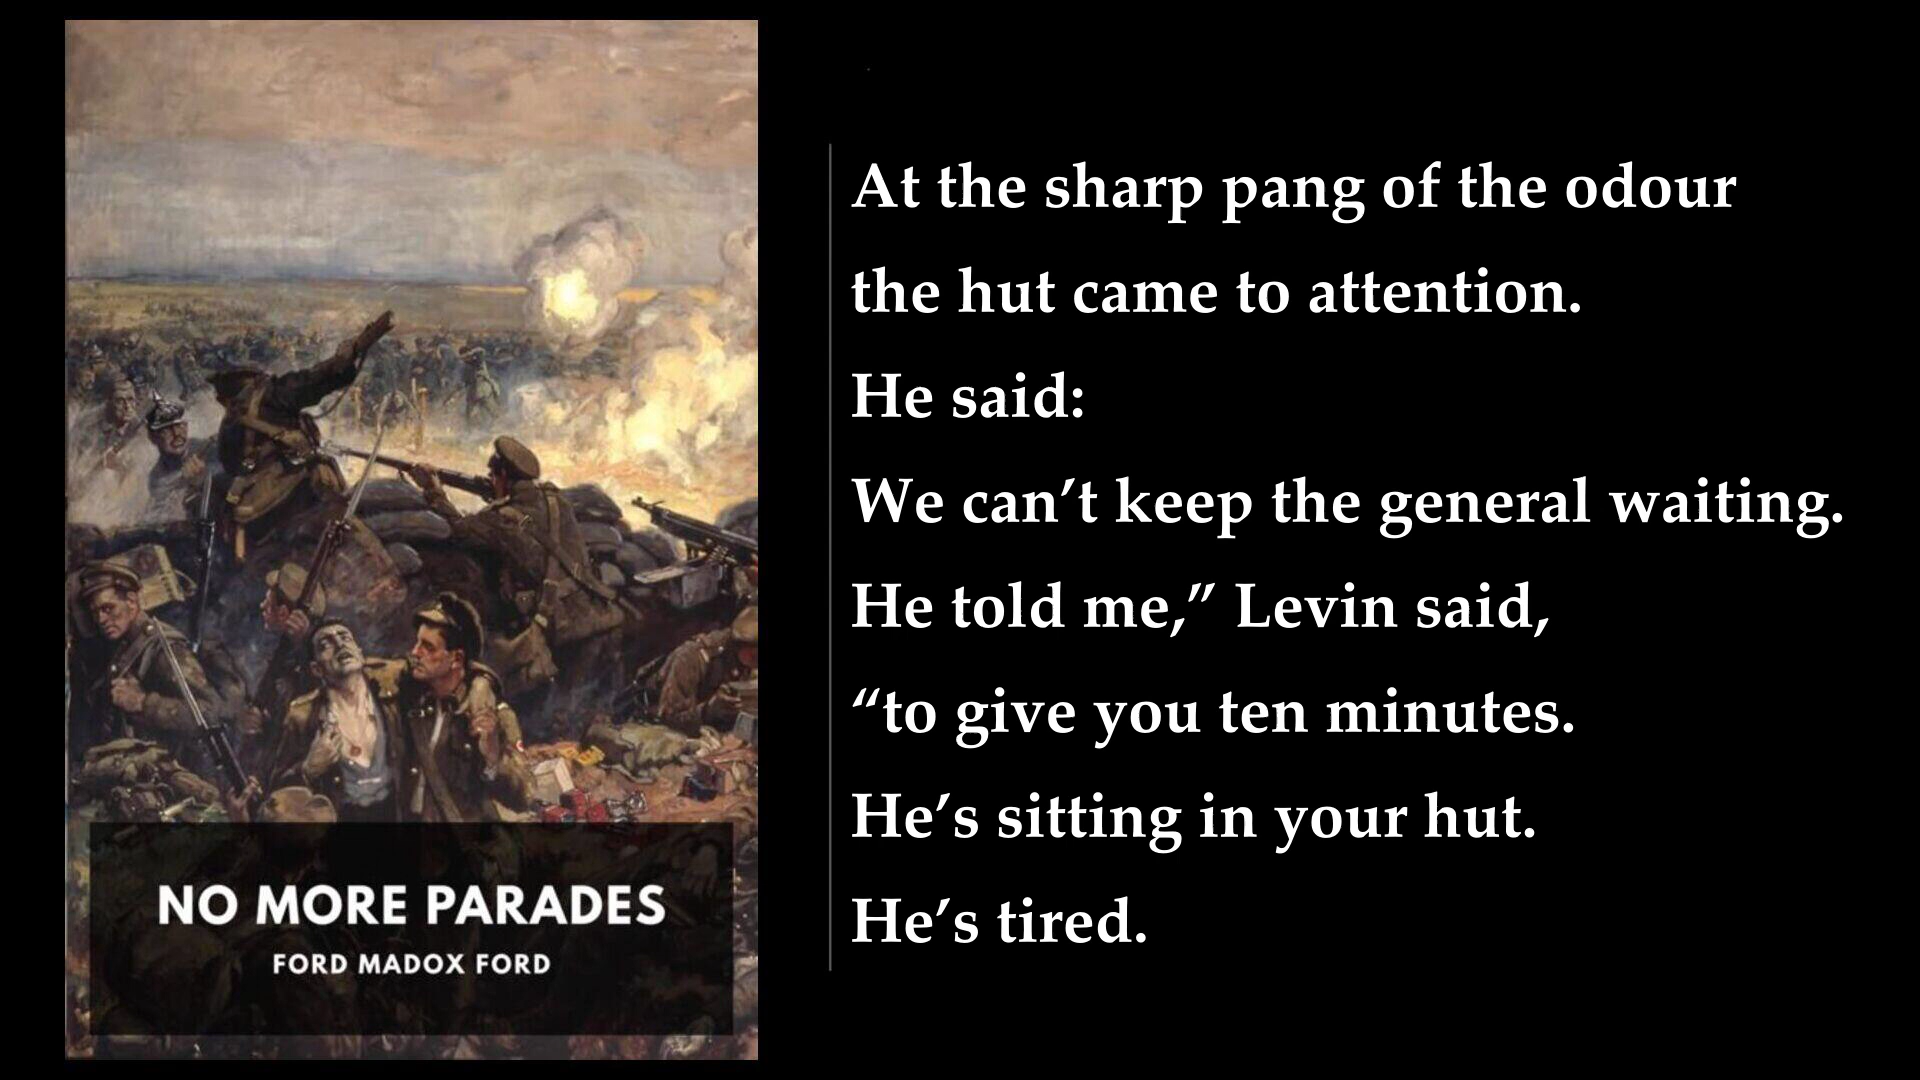 NO MORE PARADES
FORD MADOX FORD
At the sharp pang of the odour
the hut came to attention.
He said:
We can’t keep the general waiting.
He told me,” Levin said,
“to give you ten minutes.
He’s sitting in your hut.
He’s tired.